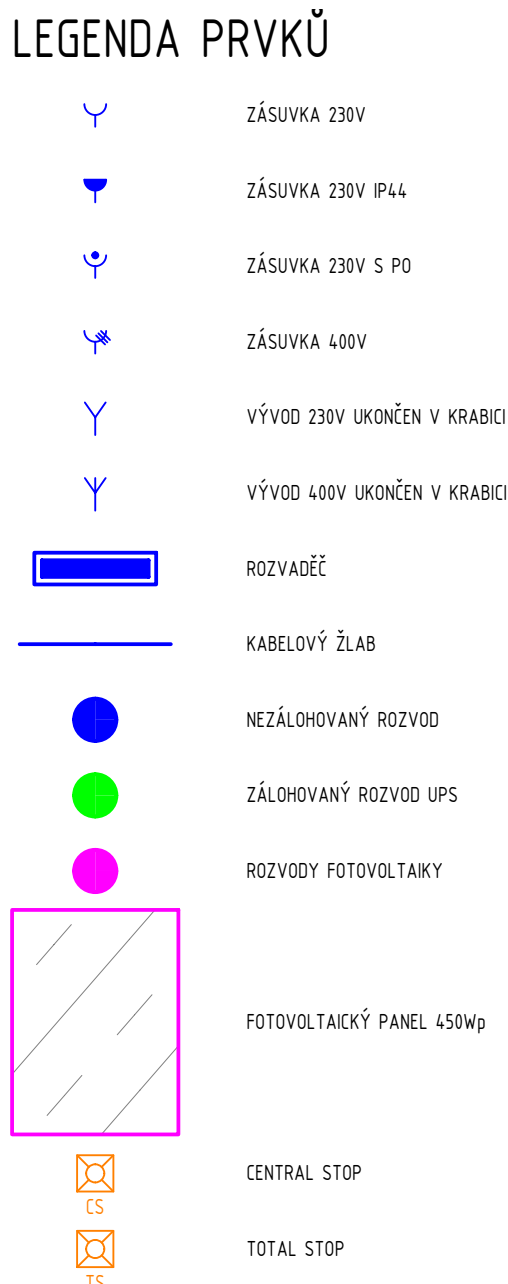 LEGENDA PRVKŮ
ZÁSUVKA 230V
ZÁSUVKA 230V IP44
ZÁSUVKA 230V S PO
ZÁSUVKA 400V
VÝVOD 230V UKONČEN V KRABICI
VÝVOD 400V UKONČEN V KRABICI
ROZVADĚČ
KABELOVÝ ŽLAB
NEZÁLOHOVANÝ ROZVOD
ZÁLOHOVANÝ ROZVOD UPS
ROZVODY FOTOVOLTAIKY
FOTOVOLTAICKÝ PANEL 450Wp
CENTRAL STOP
CS
TOTAL STOP
TS